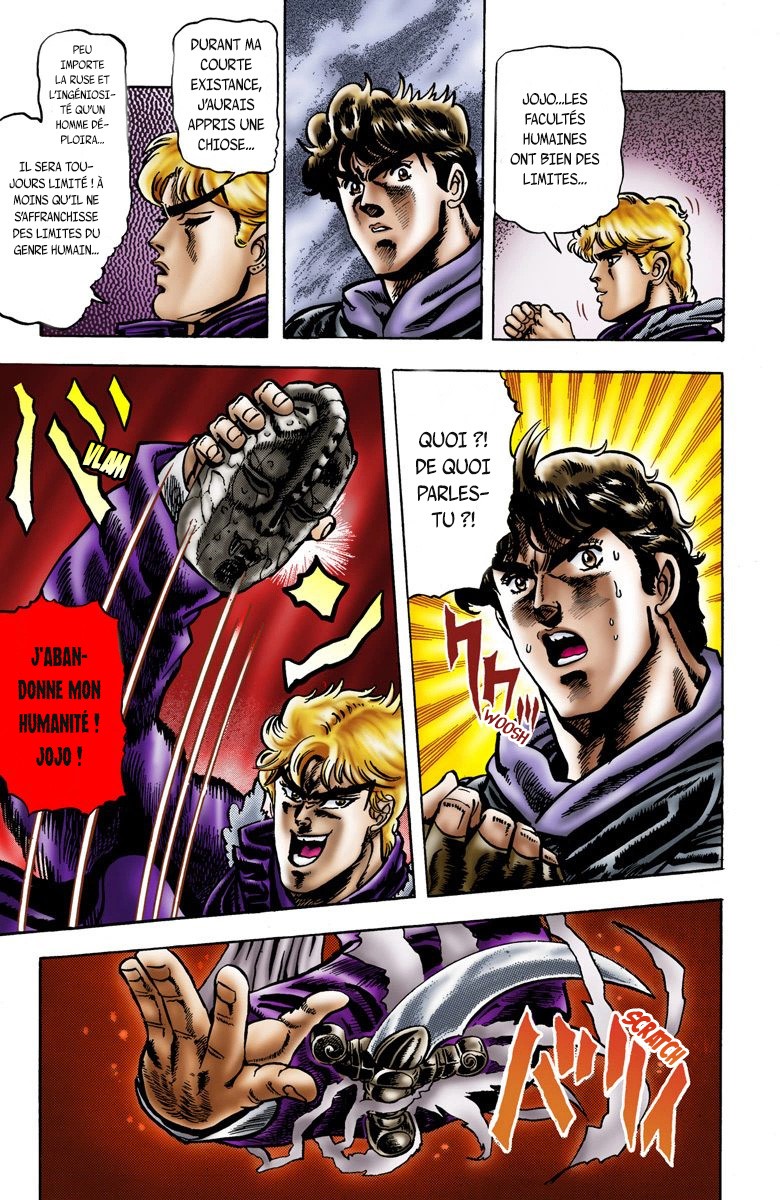 JOJO...LES
FACULTÉS
HUMAINES
ONT BIEN DES
LIMITES...
DURANT MA
COURTE
EXISTANCE,
J'AURAIS
APPRIS UNE
CHIOSE...
PEU
IMPORTE
LA RUSE ET
L'INGÉNIOSI-
TÉ QU'UN
HOMME DÉ-
PLOIRA...
IL SERA TOU-
JOURS LIMITÉ ! À
MOINS QU'IL NE
S'AFFRANCHISSE
DES LIMITES DU
GENRE HUMAIN...
QUOI ?!
DE QUOI
PARLES-
TU ?!
WOOSH
バン
VLAM
J'ABAN-
DONNE MON
HUMANITÉ !
JOJO !
SCRATCH